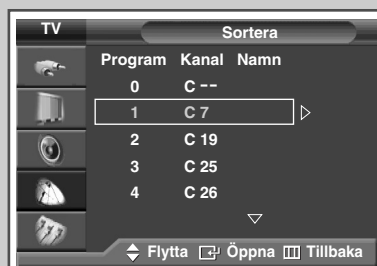 TV
Sortera
Program Kanal Namn
0 C --
1 C 7
2 C 19
3 C 25
4 C 26
Flytta Öppna Tillbaka